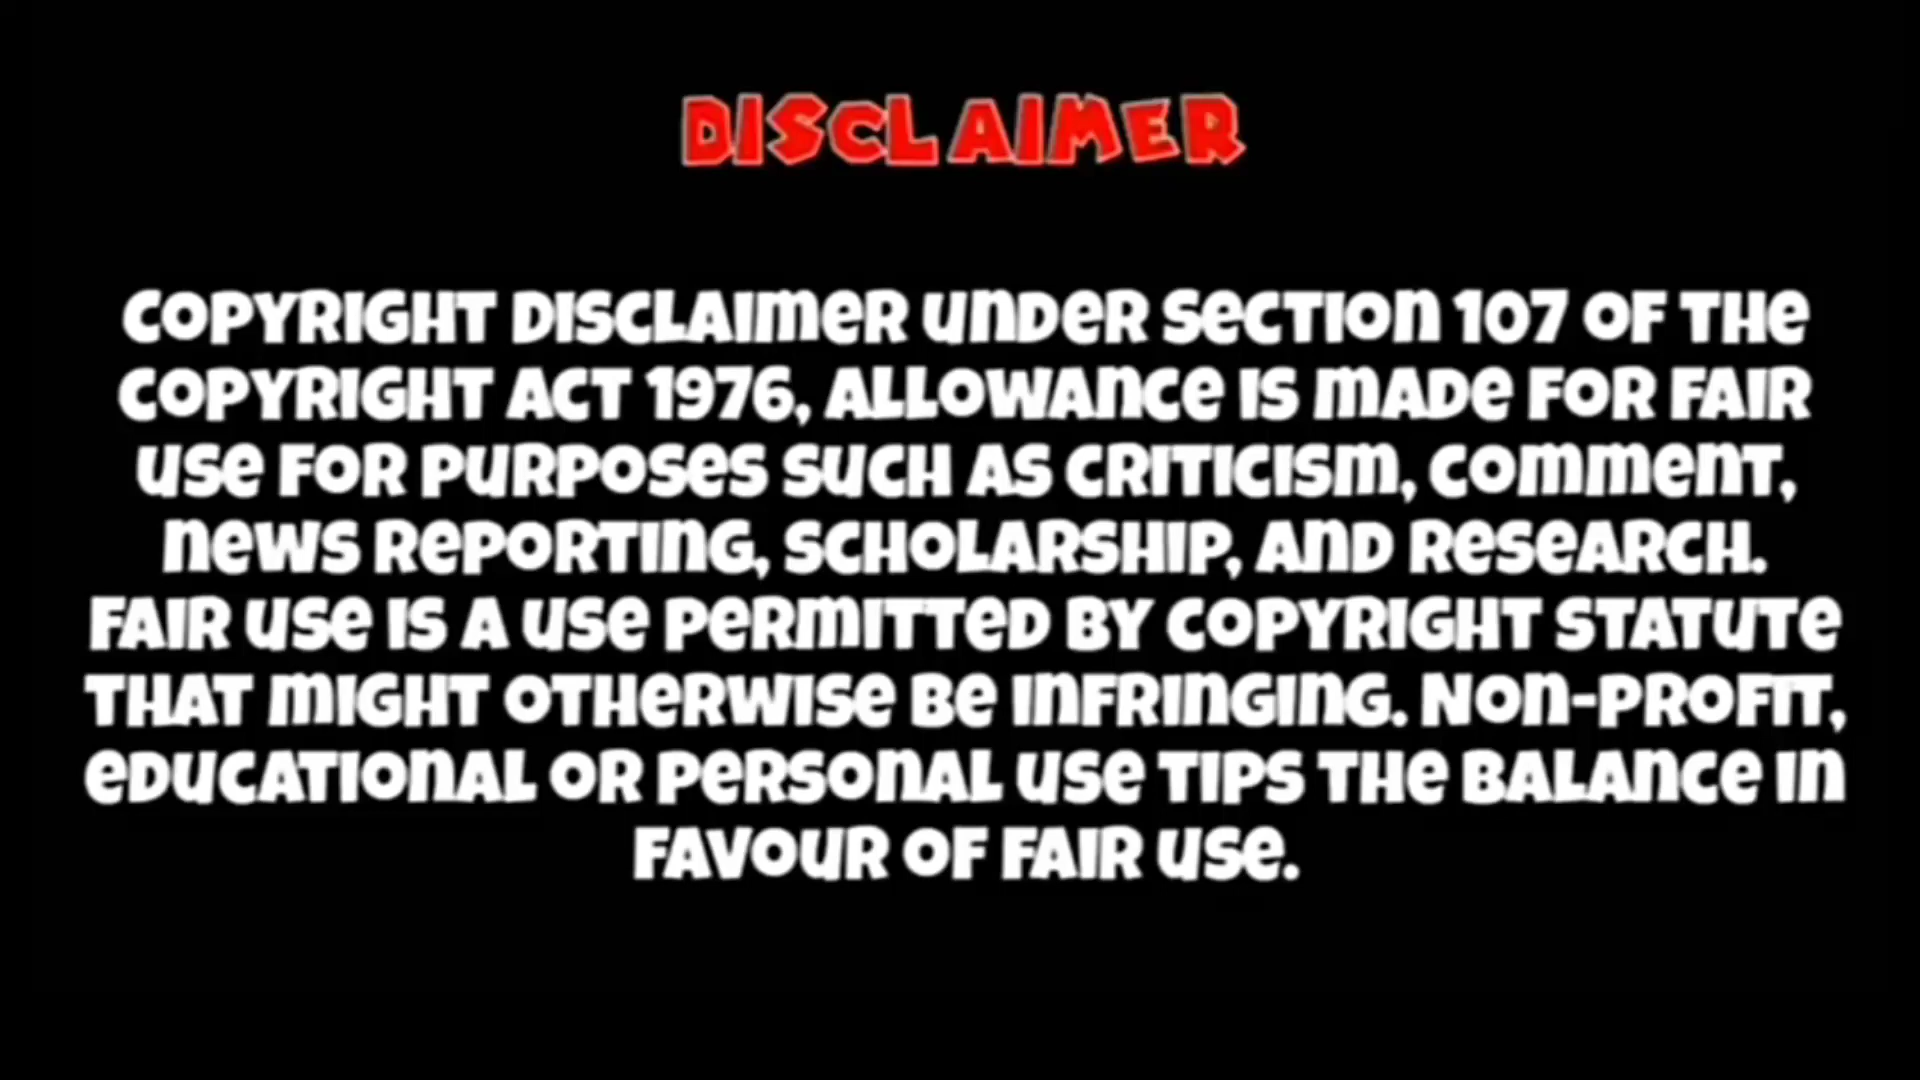 DISCLAIMER
COPYRIGHT DISCLAIMER UNDER SECTION 107 OF THE
COPYRIGHT ACT 1976, ALLOWANCE IS MADE FOR FAIR
USE FOR PURPOSES SUCH AS CRITICISM, COMMENT,
NEWS REPORTING, SCHOLARSHIP, AND RESEARCH.
FAIR USE IS A USE PERMITTED BY COPYRIGHT STATUTE
THAT MIGHT OTHERWISE BE INFRINGING. NON-PROFIT,
EDUCATIONAL OR PERSONAL USE TIPS THE BALANCE IN
FAVOUR OF FAIR USE.